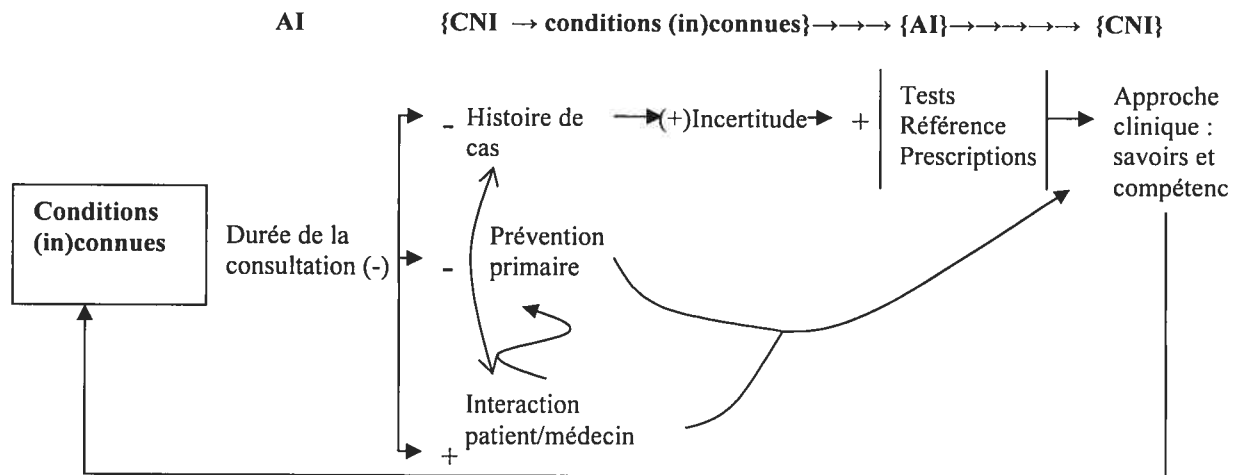 AI {CNI → conditions (in)connues}→→→ {AI}→→→→→ {CNI}
- Histoire de cas
(+)Incertitude
+
Tests
Référence
Prescriptions
Approche
clinique :
savoirs et
compétenc
Conditions
(in)connues
Durée de la
consultation (-)
- Prévention
primaire
Interaction
patient/médecin
+